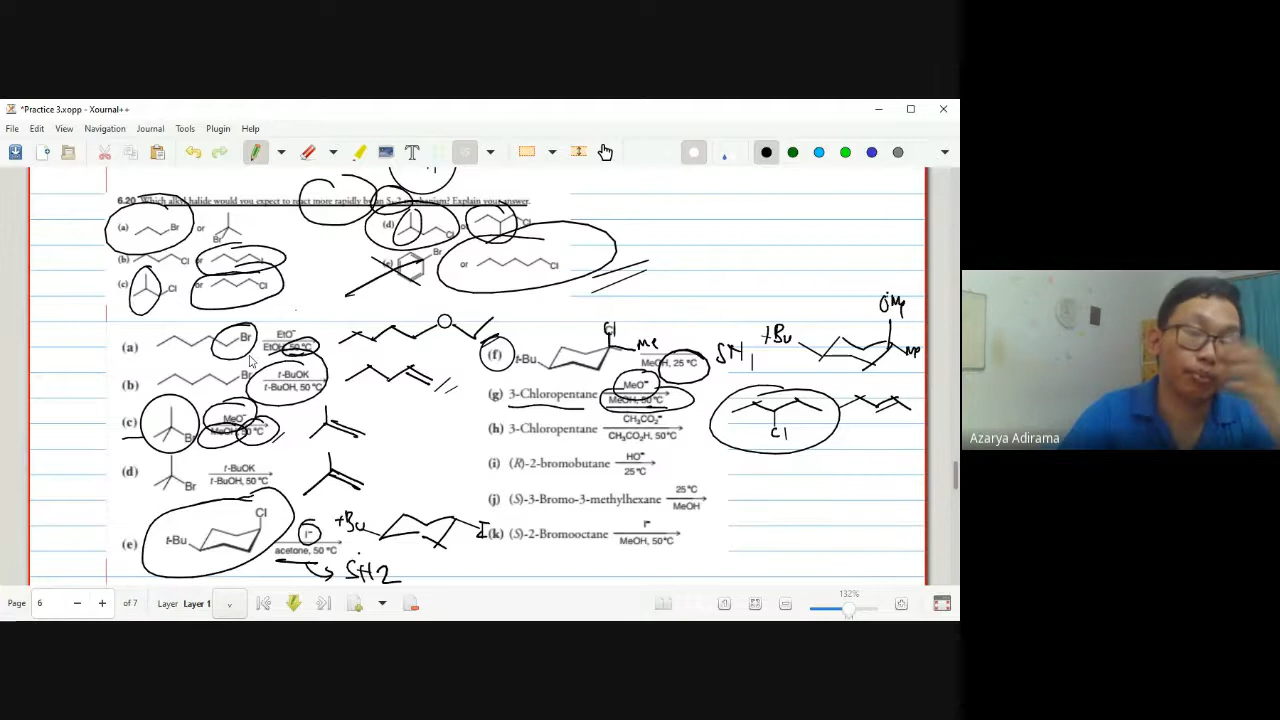 *Practice 3.xopp - Xournal++
File Edit View Navigation Journal Tools Plugin Help
6.20 Which alkyl halide would you expect to react more rapidly by an SN2 mechanism? Explain your answer.
(a) Br or Br
(d) Cl or Cl
(b) Cl or
Br or Cl
(c) Cl Cl
(a) Br EtO⁻ EtOH, 50 °C O
(b) Br t-BuOK t-BuOH, 50 °C
(c) Br MeO⁻ MeOH, 50 °C
(d) Br t-BuOK t-BuOH, 50 °C
(e) t-Bu Cl I⁻ acetone, 50 °C tBu I
SN2
(f) t-Bu Cl Me MeOH, 25 °C SN1 tBu OMe Me
(g) 3-Chloropentane MeO⁻ MeOH, 50 °C Cl
(h) 3-Chloropentane CH₃CO₂⁻ CH₃CO₂H, 50 °C
(i) (R)-2-bromobutane HO⁻ 25 °C
(j) (S)-3-Bromo-3-methylhexane 25 °C MeOH
(k) (S)-2-Bromooctane I⁻ MeOH, 50 °C
Page 6 of 7 Layer Layer 1 132%
Azarya Adirama